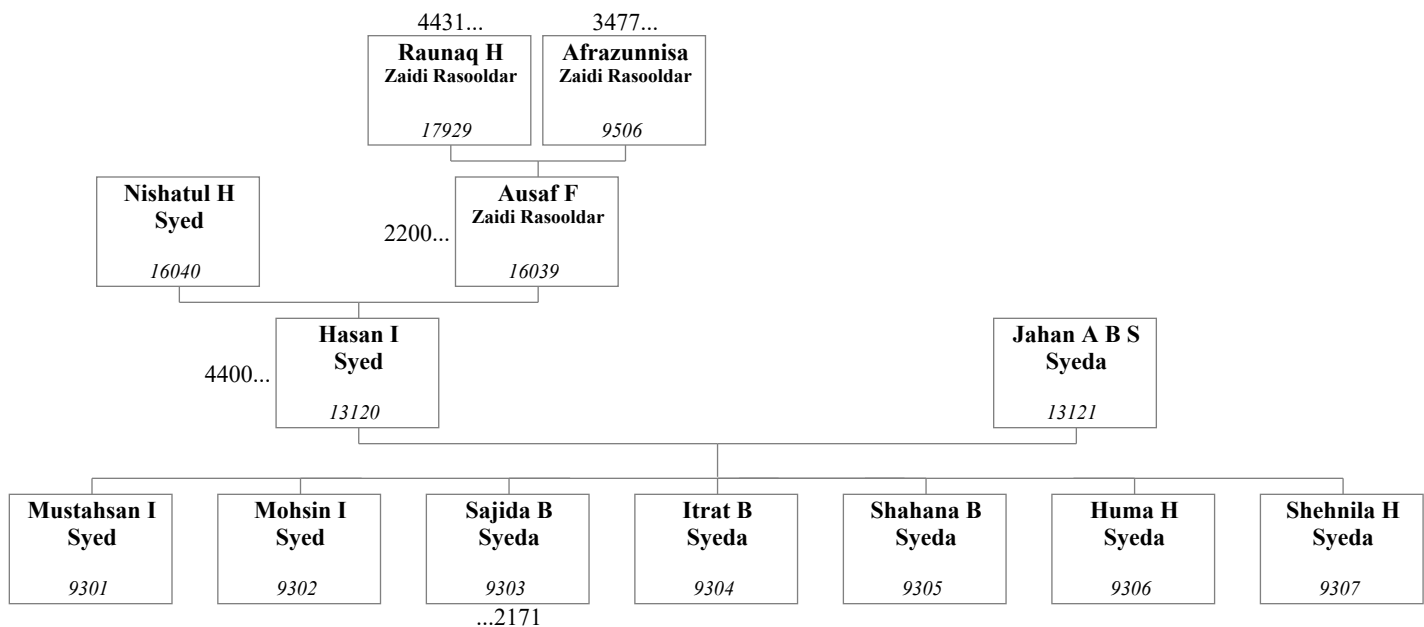 4431...
3477...
Raunaq H
Zaidi Rasooldar
17929
Afrazunnisa
Zaidi Rasooldar
9506
Nishatul H
Syed
16040
2200...
Ausaf F
Zaidi Rasooldar
16039
4400...
Hasan I
Syed
13120
Jahan A B S
Syeda
13121
Mustahsan I
Syed
9301
Mohsin I
Syed
9302
Sajida B
Syeda
9303
...2171
Itrat B
Syeda
9304
Shahana B
Syeda
9305
Huma H
Syeda
9306
Shehnila H
Syeda
9307